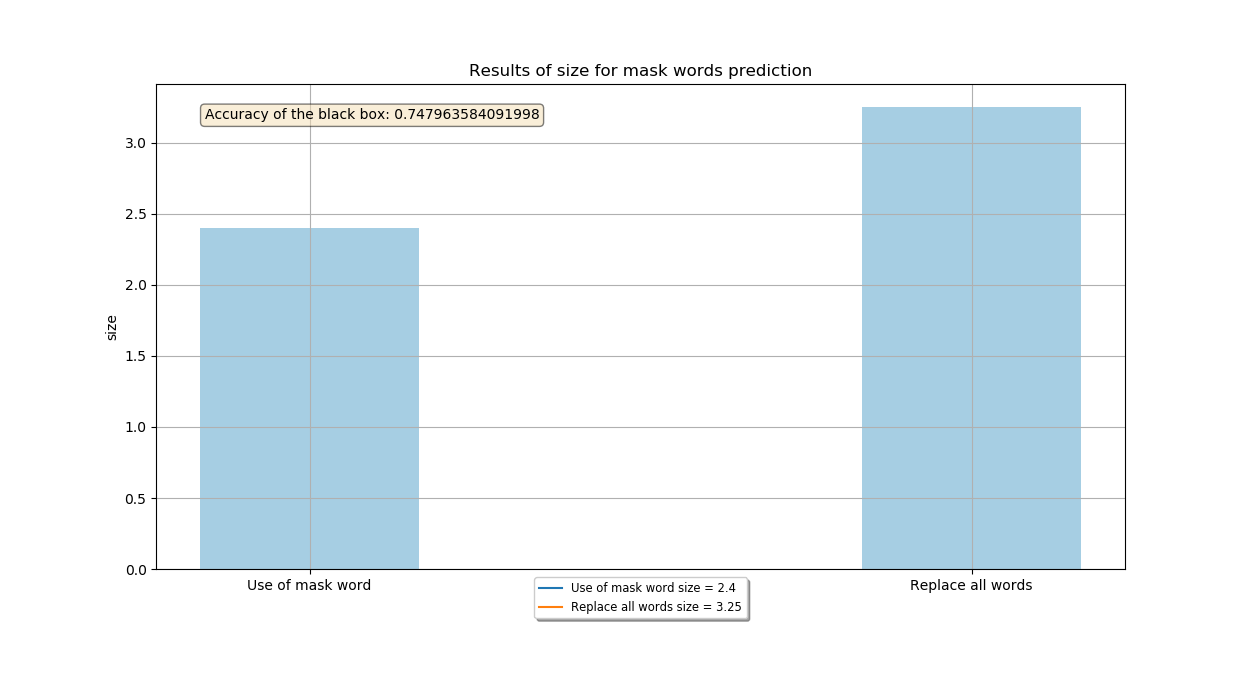 Results of size for mask words prediction
Accuracy of the black box: 0.747963584091998
3.0
2.5
2.0
1.5
1.0
0.5
0.0
size
Use of mask word
Replace all words
Use of mask word size = 2.4
Replace all words size = 3.25